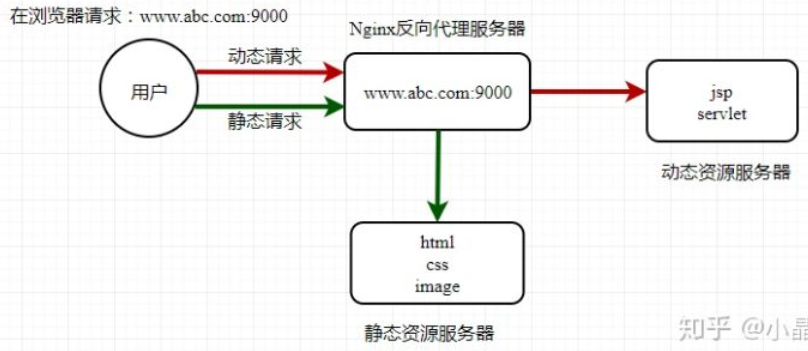 在浏览器请求：www.abc.com:9000
Nginx反向代理服务器
动态请求
用户
www.abc.com:9000
jsp
servlet
静态请求
动态资源服务器
html
css
image
静态资源服务器
知乎 @小晶